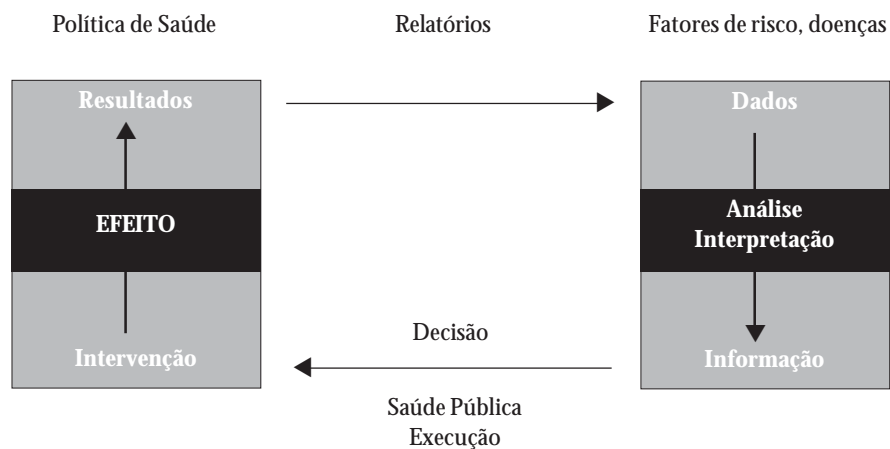 Política de Saúde
Relatórios
Fatores de risco, doenças
Resultados
Dados
EFEITO
Análise
Interpretação
Decisão
Intervenção
Informação
Saúde Pública
Execução